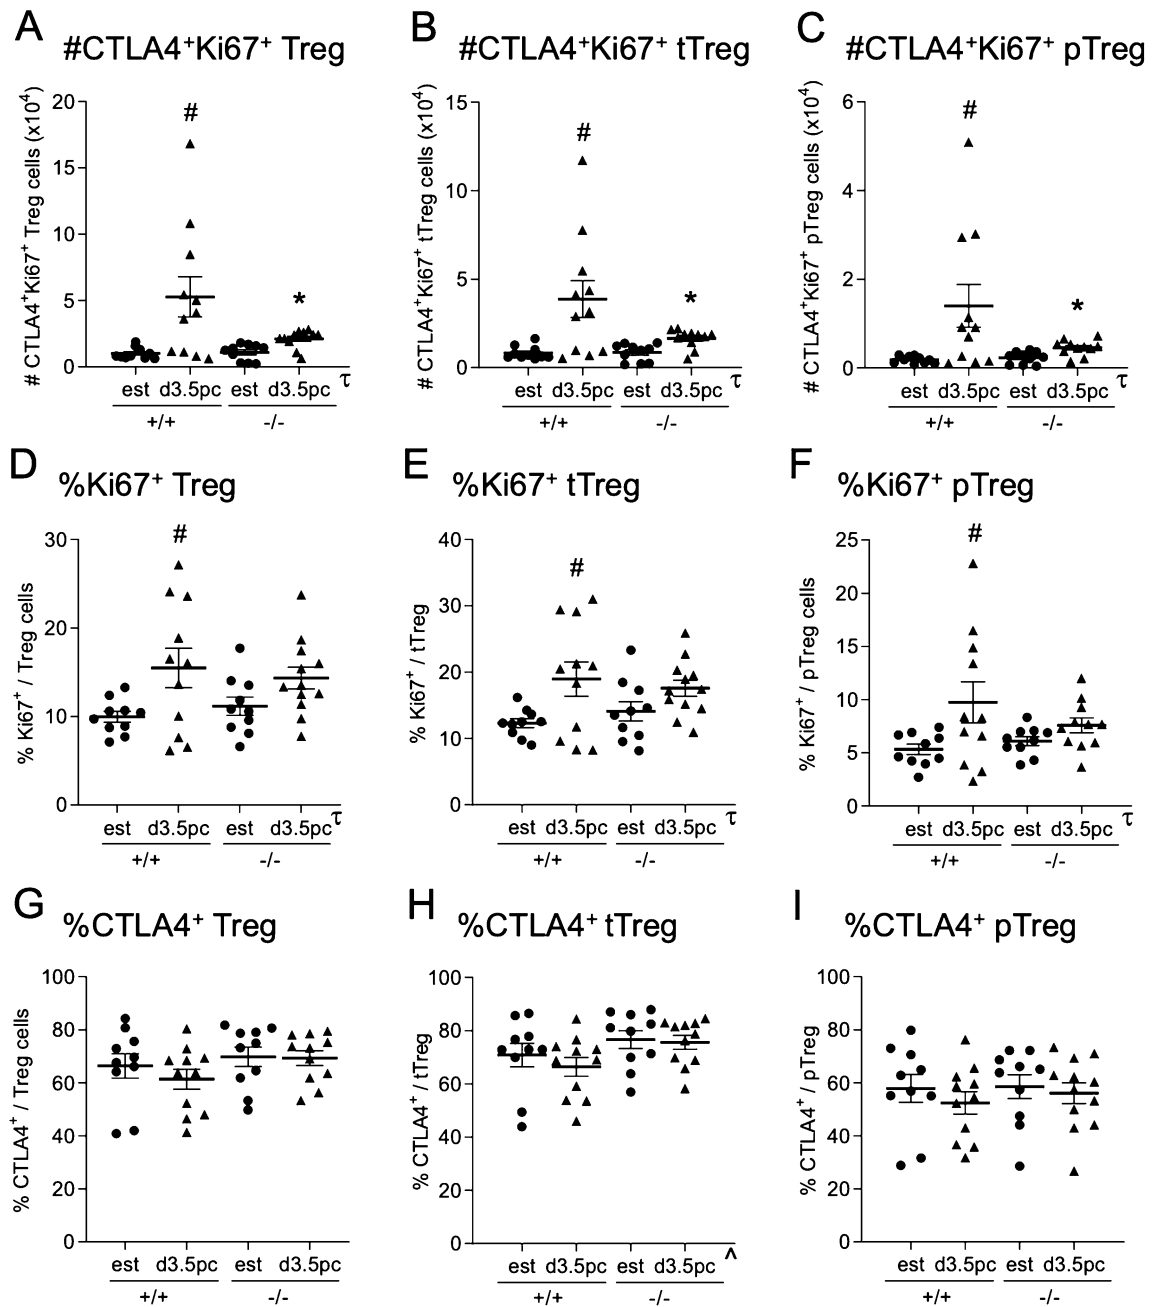 A
#CTLA4⁺Ki67⁺ Treg
# CTLA4⁺Ki67⁺ Treg cells (x10⁴)
20
15
10
5
0
#
*
est d3.5pc est d3.5pc τ
+/+ -/-
B
#CTLA4⁺Ki67⁺ tTreg
# CTLA4⁺Ki67⁺ tTreg cells (x10⁴)
15
10
5
0
#
*
est d3.5pc est d3.5pc τ
+/+ -/-
C
#CTLA4⁺Ki67⁺ pTreg
# CTLA4⁺Ki67⁺ pTreg cells (x10⁴)
6
4
2
0
#
*
est d3.5pc est d3.5pc τ
+/+ -/-
D
%Ki67⁺ Treg
% Ki67⁺ / Treg cells
30
20
10
0
#
est d3.5pc est d3.5pc τ
+/+ -/-
E
%Ki67⁺ tTreg
% Ki67⁺ / tTreg
40
30
20
10
0
#
est d3.5pc est d3.5pc τ
+/+ -/-
F
%Ki67⁺ pTreg
% Ki67⁺ / pTreg cells
25
20
15
10
5
0
#
est d3.5pc est d3.5pc τ
+/+ -/-
G
%CTLA4⁺ Treg
% CTLA4⁺ / Treg cells
100
80
60
40
20
0
est d3.5pc est d3.5pc
+/+ -/-
H
%CTLA4⁺ tTreg
% CTLA4⁺ / tTreg
100
80
60
40
20
0
est d3.5pc est d3.5pc ^
+/+ -/-
I
%CTLA4⁺ pTreg
% CTLA4⁺ / pTreg
100
80
60
40
20
0
est d3.5pc est d3.5pc
+/+ -/-